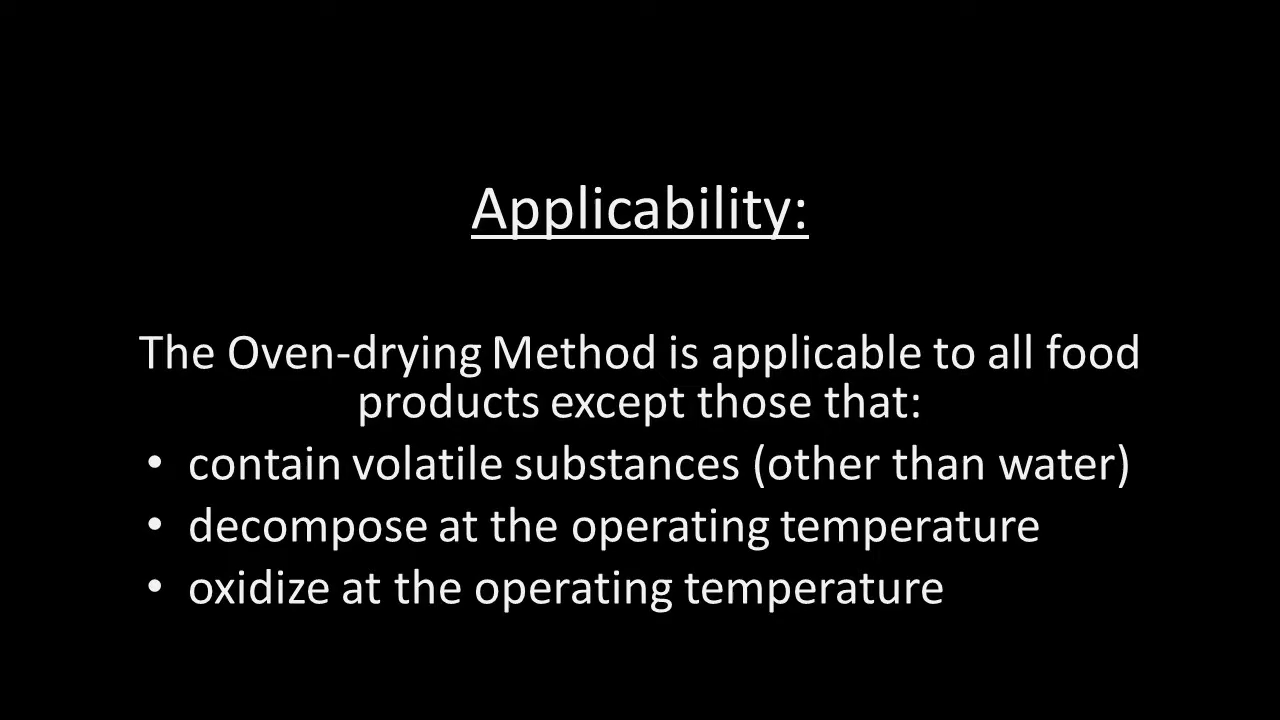 Applicability:
The Oven-drying Method is applicable to all food
products except those that:
• contain volatile substances (other than water)
• decompose at the operating temperature
• oxidize at the operating temperature